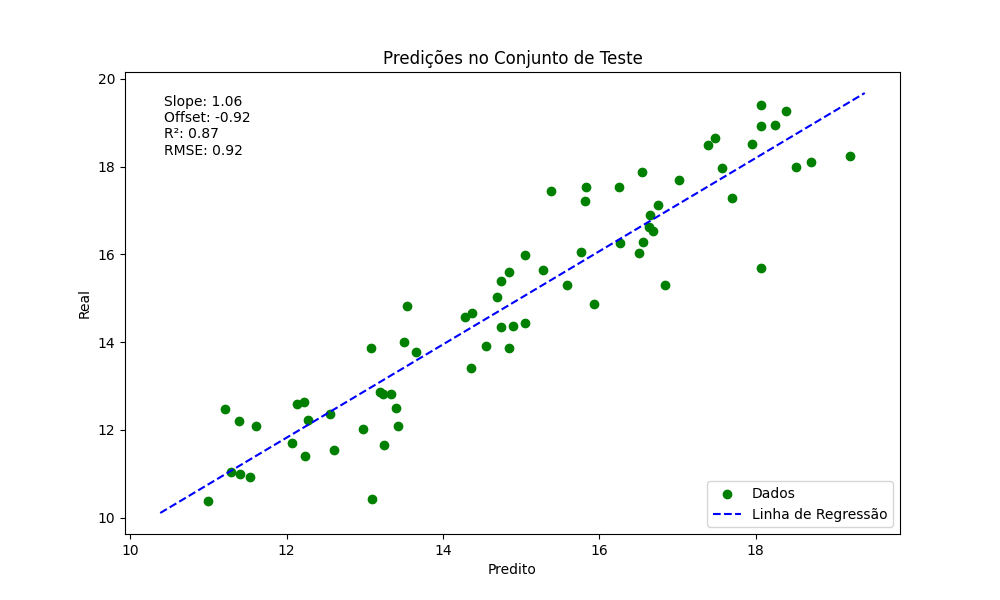 Predições no Conjunto de Teste
20
18
16
14
12
10
Real
Slope: 1.06
Offset: -0.92
R²: 0.87
RMSE: 0.92
Dados
Linha de Regressão
10 12 14 16 18
Predito